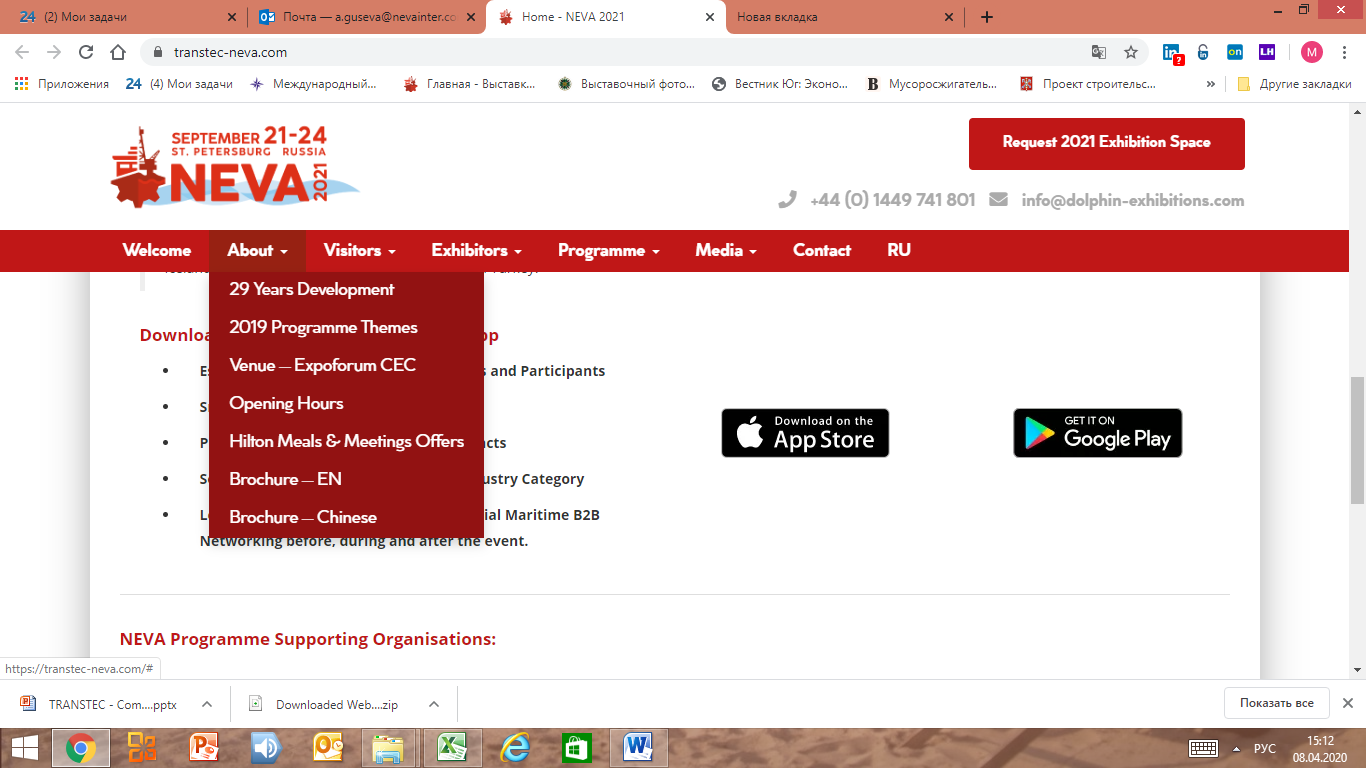 24 (2) Мои задачи
Почта — a.guseva@nevainter.co
Home - NEVA 2021
Новая вкладка
transtec-neva.com
in ? on LH M
Приложения
24 (4) Мои задачи
Международный...
Главная - Выставк...
Выставочный фото...
Вестник Юг: Эконо...
B Мусоросжигатель...
Проект строительс...
»
Другие закладки
SEPTEMBER 21-24
ST. PETERSBURG RUSSIA
NEVA 2021
Request 2021 Exhibition Space
+44 (0) 1449 741 801 info@dolphin-exhibitions.com
Welcome About Visitors Exhibitors Programme Media Contact RU
29 Years Development
2019 Programme Themes
Venue — Expoforum CEC
Opening Hours
Hilton Meals & Meetings Offers
Brochure — EN
Brochure — Chinese
and Participants
ial Maritime B2B
Networking before, during and after the event.
Download on the
App Store
GET IT ON
Google Play
NEVA Programme Supporting Organisations:
https://transtec-neva.com/#
TRANSTEC - Com....pptx
Downloaded Web....zip
Показать все
РУС
15:12
08.04.2020